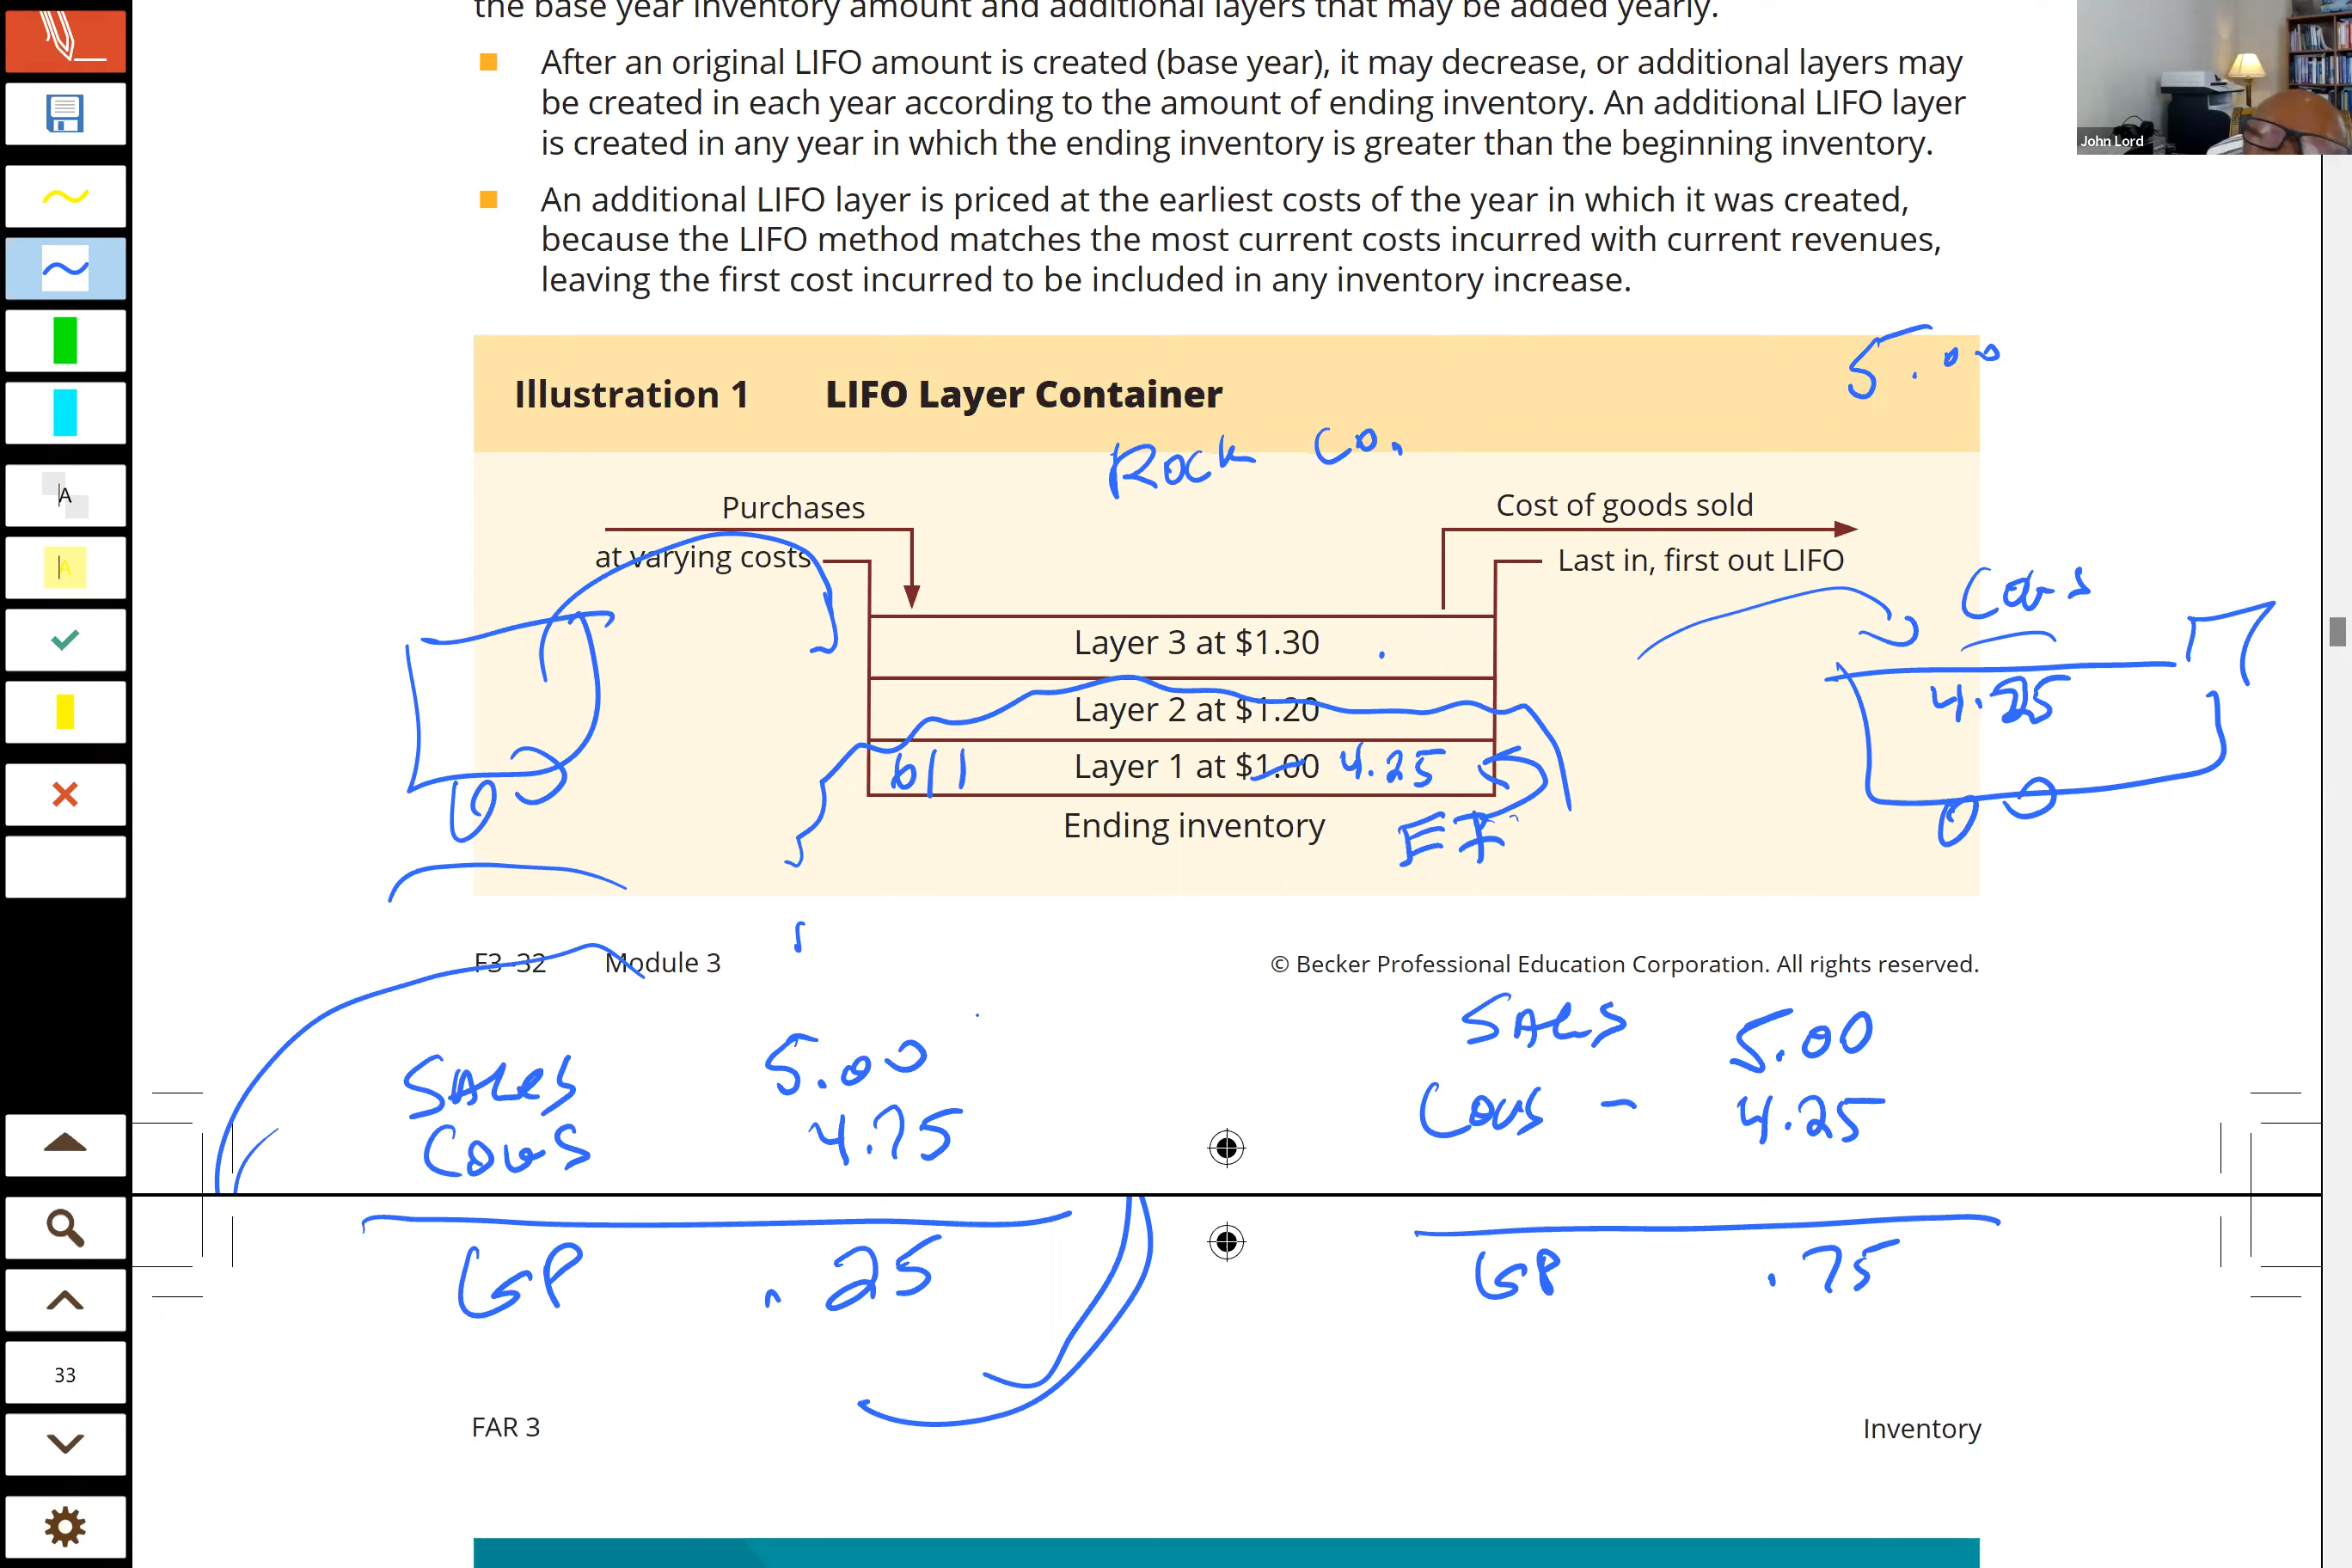 the base year inventory amount and additional layers that may be added yearly.
After an original LIFO amount is created (base year), it may decrease, or additional layers may
be created in each year according to the amount of ending inventory. An additional LIFO layer
is created in any year in which the ending inventory is greater than the beginning inventory.
An additional LIFO layer is priced at the earliest costs of the year in which it was created,
because the LIFO method matches the most current costs incurred with current revenues,
leaving the first cost incurred to be included in any inventory increase.
John Lord
Illustration 1 LIFO Layer Container
5.00
Rock Co.
Purchases
at varying costs
Cost of goods sold
Last in, first out LIFO
COGS
4.25
Layer 3 at $1.30
Layer 2 at $1.20
Layer 1 at $1.00 4.25
Ending inventory
EI
F3-32 Module 3
© Becker Professional Education Corporation. All rights reserved.
SALES 5.00
COGS 4.75
GP .25
SALES 5.00
COGS - 4.25
GP .75
33
FAR 3
Inventory